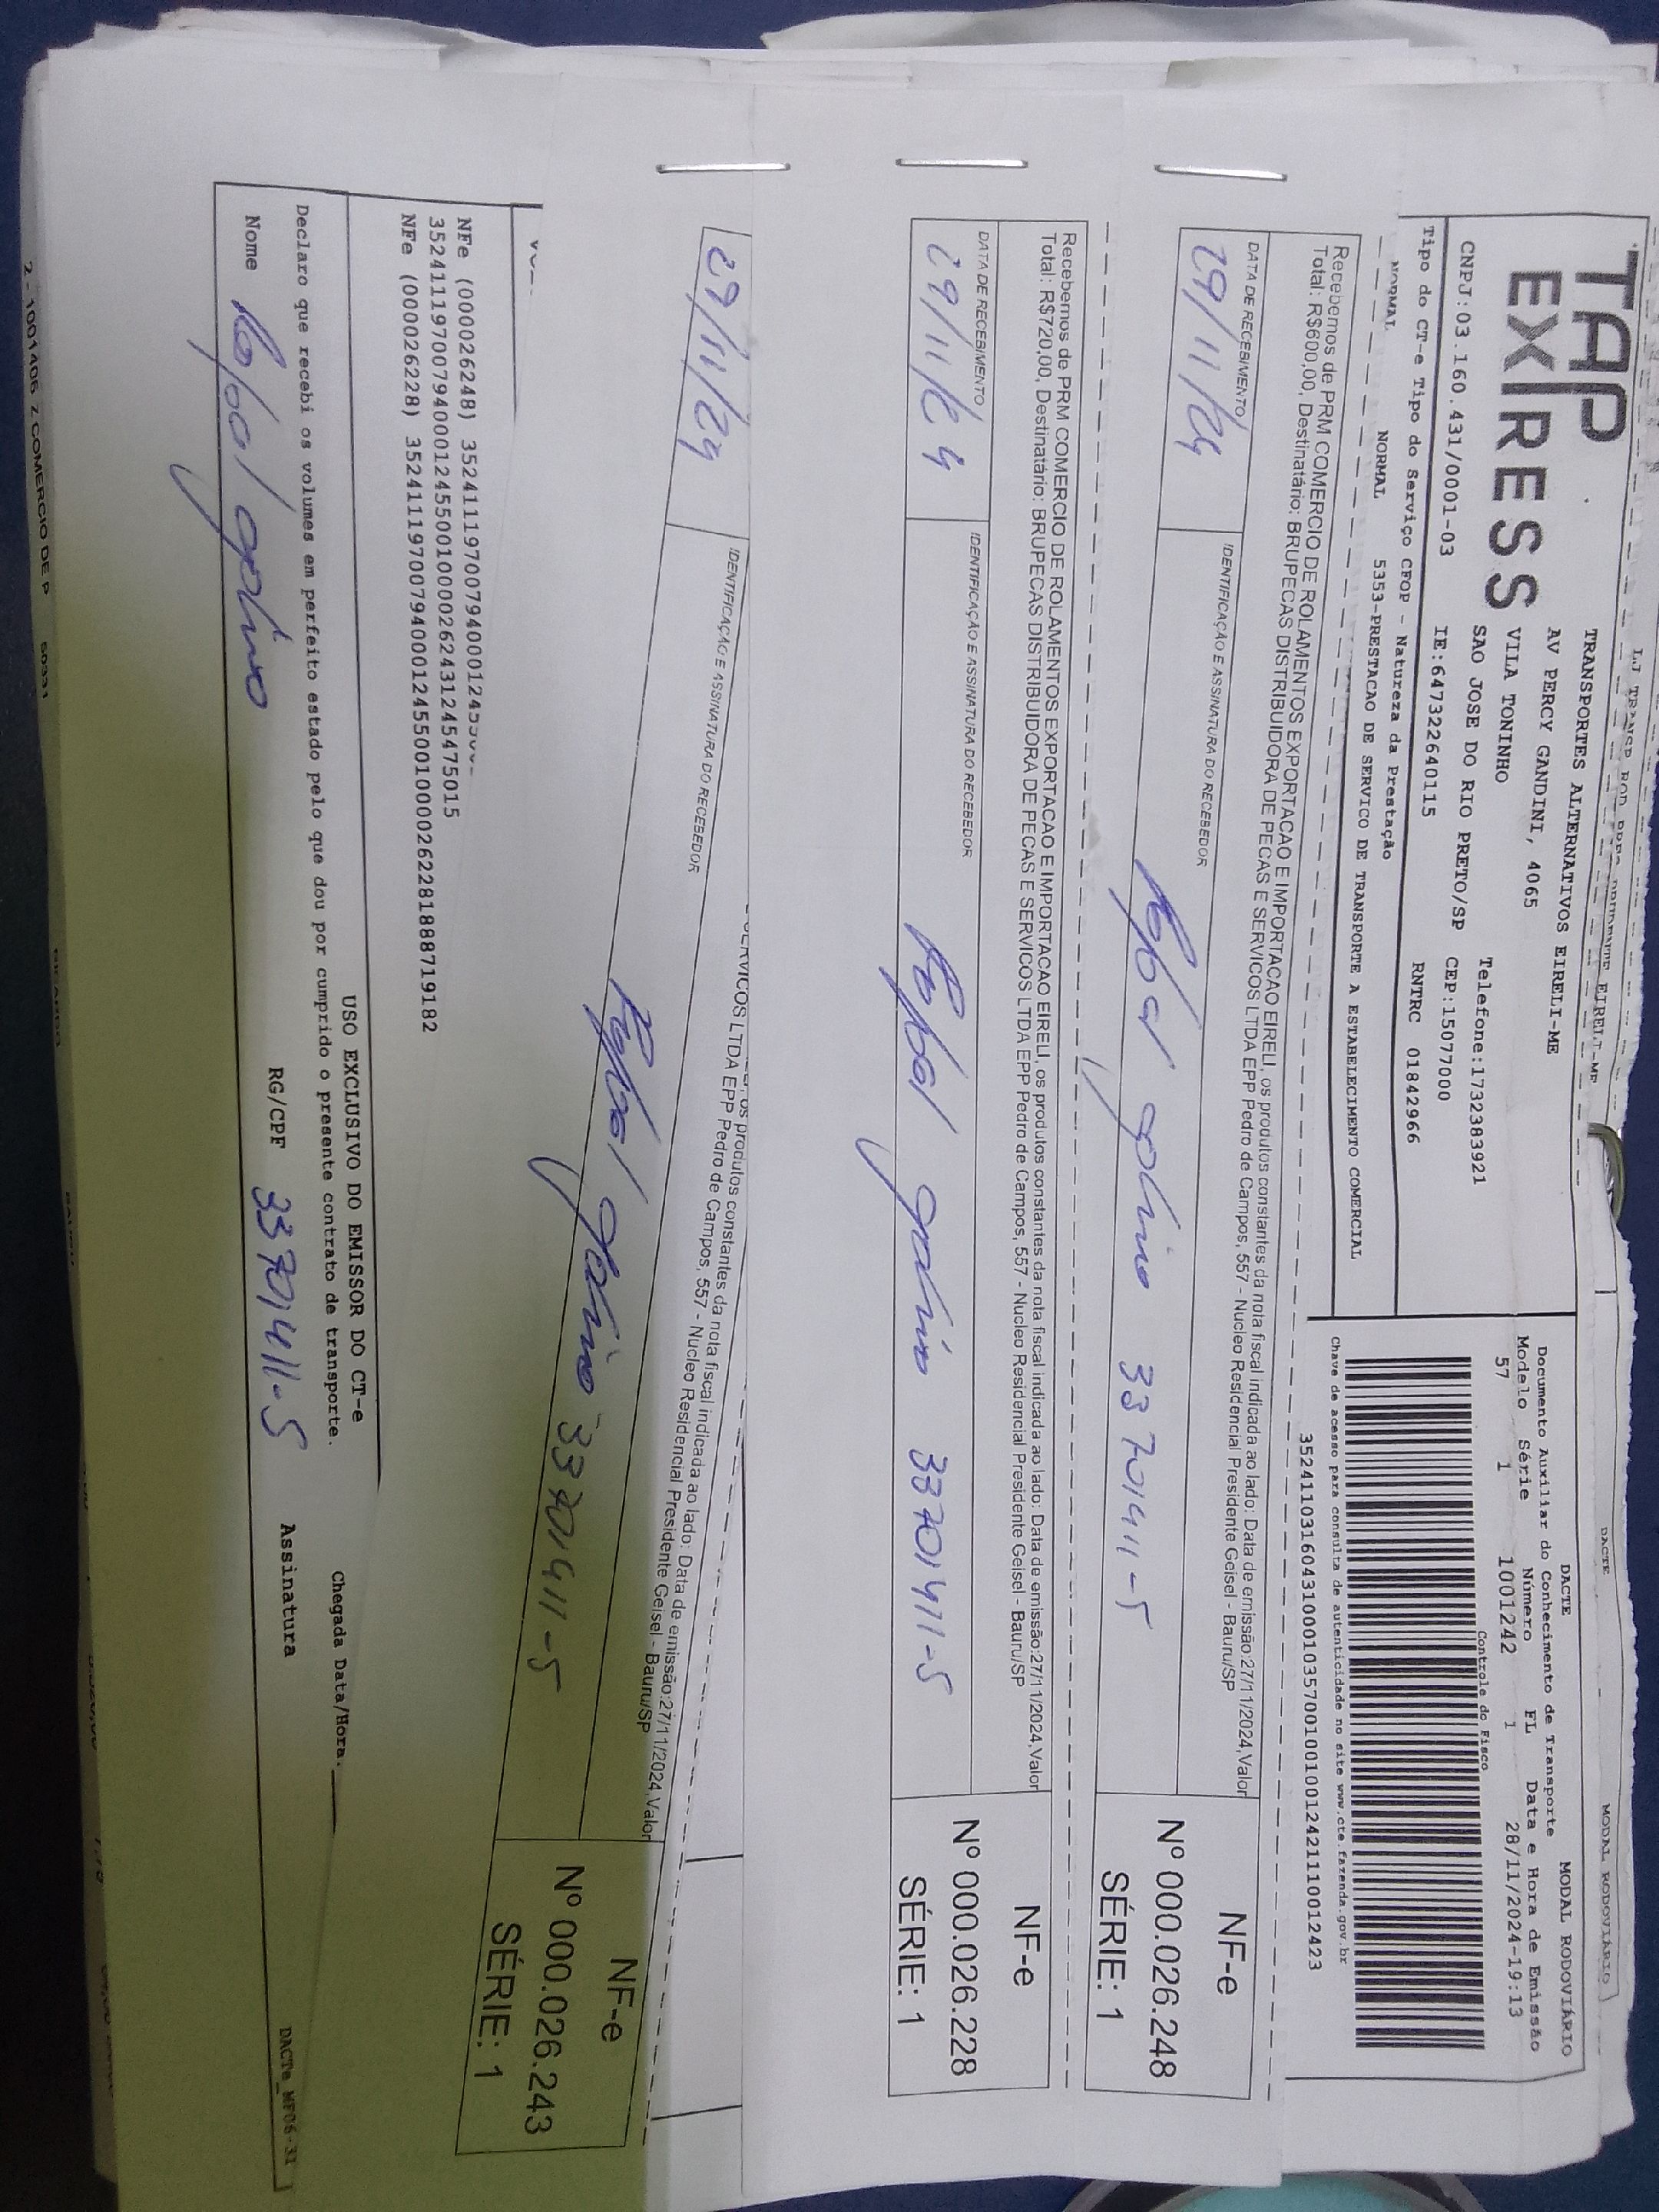 TRANSPORTES ALTERNATIVOS EIRELI-ME
TAP
EXPRESS
AV PERCY GANDINI, 4065
VILA TONINHO
Telefone:1732383921
SAO JOSE DO RIO PRETO/SP
CEP:15077000
CNPJ:03.160.431/0001-03
IE:647322640115
RNTRC 01842966
Tipo do CT-e Tipo do Serviço CFOP - Natureza da Prestação
NORMAL NORMAL 5353-PRESTACAO DE SERVICO DE TRANSPORTE A ESTABELECIMENTO COMERCIAL
DACTE
MODAL RODOVIÁRIO
DACTE
MODAL RODOVIÁRIO
Documento Auxiliar do Conhecimento de Transporte
Modelo Série Número FL Data e Hora de Emissão
57 1 1001242 1 28/11/2024-19:13
Controle do Fisco
Chave de acesso para consulta de autenticidade no site www.cte.fazenda.gov.br
35241103160431000103570010010012421110012423
Recebemos de PRM COMERCIO DE ROLAMENTOS EXPORTACAO E IMPORTACAO EIRELI, os produtos constantes da nota fiscal indicada ao lado: Data de emissão:27/11/2024,Valor
Total: R$600,00, Destinatário: BRUPECAS DISTRIBUIDORA DE PECAS E SERVICOS LTDA EPP Pedro de Campos, 557 - Nucleo Residencial Presidente Geisel - Bauru/SP
NF-e
Nº 000.026.248
SÉRIE: 1
DATA DE RECEBIMENTO
IDENTIFICAÇÃO E ASSINATURA DO RECEBEDOR
29/11/24
33701411-5
Recebemos de PRM COMERCIO DE ROLAMENTOS EXPORTACAO E IMPORTACAO EIRELI, os produtos constantes da nota fiscal indicada ao lado: Data de emissão:27/11/2024,Valor
Total: R$720,00, Destinatário: BRUPECAS DISTRIBUIDORA DE PECAS E SERVICOS LTDA EPP Pedro de Campos, 557 - Nucleo Residencial Presidente Geisel - Bauru/SP
NF-e
Nº 000.026.228
SÉRIE: 1
DATA DE RECEBIMENTO
IDENTIFICAÇÃO E ASSINATURA DO RECEBEDOR
29/11/24
33701411-5
os produtos constantes da nota fiscal indicada ao lado: Data de emissão:27/11/2024,Valor
SERVICOS LTDA EPP Pedro de Campos, 557 - Nucleo Residencial Presidente Geisel - Bauru/SP
NF-e
Nº 000.026.243
SÉRIE: 1
IDENTIFICAÇÃO E ASSINATURA DO RECEBEDOR
29/11/24
33701411-5
NFe (000026248) 352411197007940001245500
35241119700794000124550010000262431245475015
NFe (000026228) 35241119700794000124550010000262281888719182
USO EXCLUSIVO DO EMISSOR DO CT-e
Declaro que recebi os volumes em perfeito estado pelo que dou por cumprido o presente contrato de transporte.
Chegada Data/Hora.
Nome
RG/CPF 33701411-5
Assinatura
DACTe_MF06-31
2 - 1001406 Z COMERCIO DE P